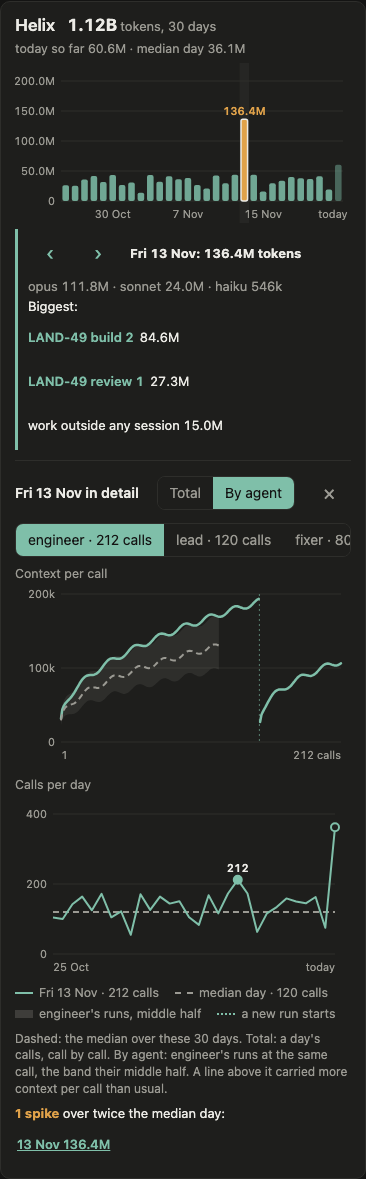 Helix 1.12B tokens, 30 days
today so far 60.6M · median day 36.1M
200.0M
150.0M
136.4M
100.0M
50.0M
0
30 Oct 7 Nov 15 Nov today
‹ › Fri 13 Nov: 136.4M tokens
opus 111.8M · sonnet 24.0M · haiku 546k
Biggest:
LAND-49 build 2 84.6M
LAND-49 review 1 27.3M
work outside any session 15.0M
Fri 13 Nov in detail Total By agent ×
engineer · 212 calls lead · 120 calls fixer · 80
Context per call
200k
100k
0
1 212 calls
Calls per day
400
212
200
0
25 Oct today
Fri 13 Nov · 212 calls median day · 120 calls
engineer's runs, middle half a new run starts
Dashed: the median over these 30 days. Total: a day's
calls, call by call. By agent: engineer's runs at the same
call, the band their middle half. A line above it carried more
context per call than usual.
1 spike over twice the median day:
13 Nov 136.4M